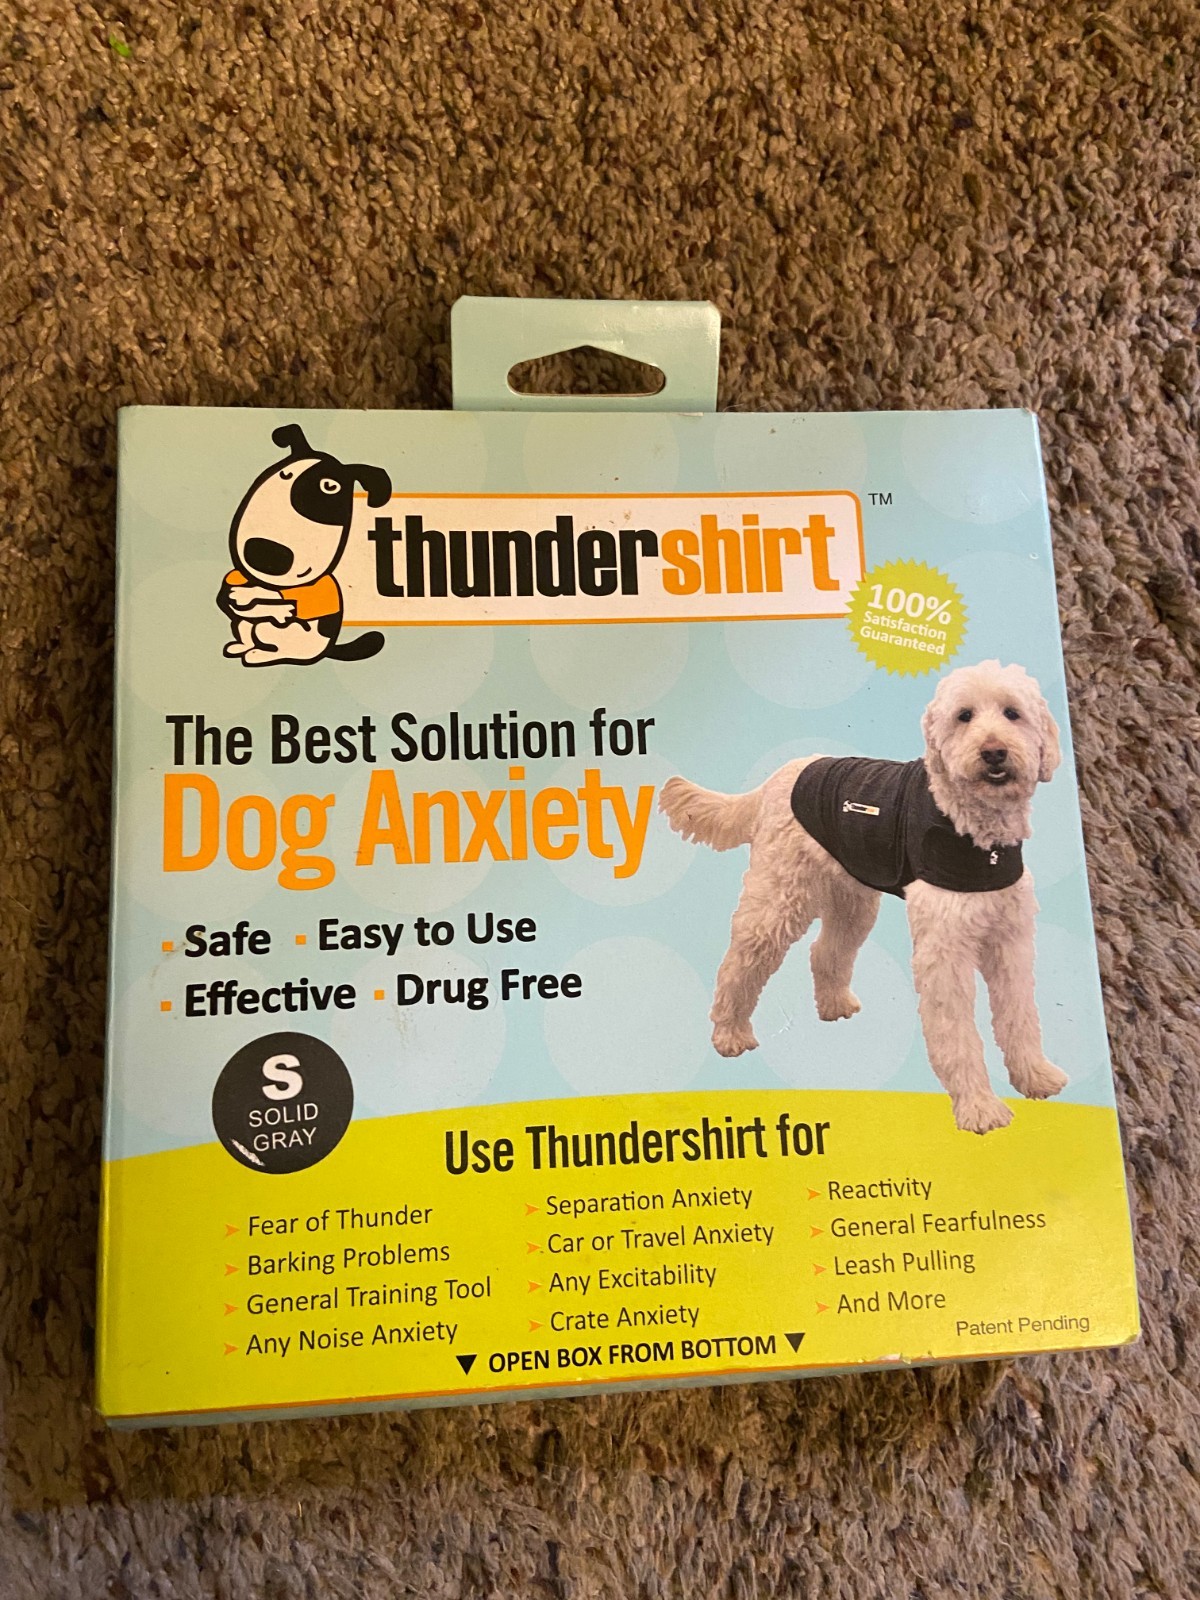 thundershirt
TM
100%
Satisfaction
Guaranteed
The Best Solution for
Dog Anxiety
▪ Safe ▪ Easy to Use
▪ Effective ▪ Drug Free
S
SOLID
GRAY
Use Thundershirt for
➤ Fear of Thunder
➤ Barking Problems
➤ General Training Tool
➤ Any Noise Anxiety
➤ Separation Anxiety
➤ Car or Travel Anxiety
➤ Any Excitability
➤ Crate Anxiety
➤ Reactivity
➤ General Fearfulness
➤ Leash Pulling
➤ And More
Patent Pending
▼ OPEN BOX FROM BOTTOM ▼